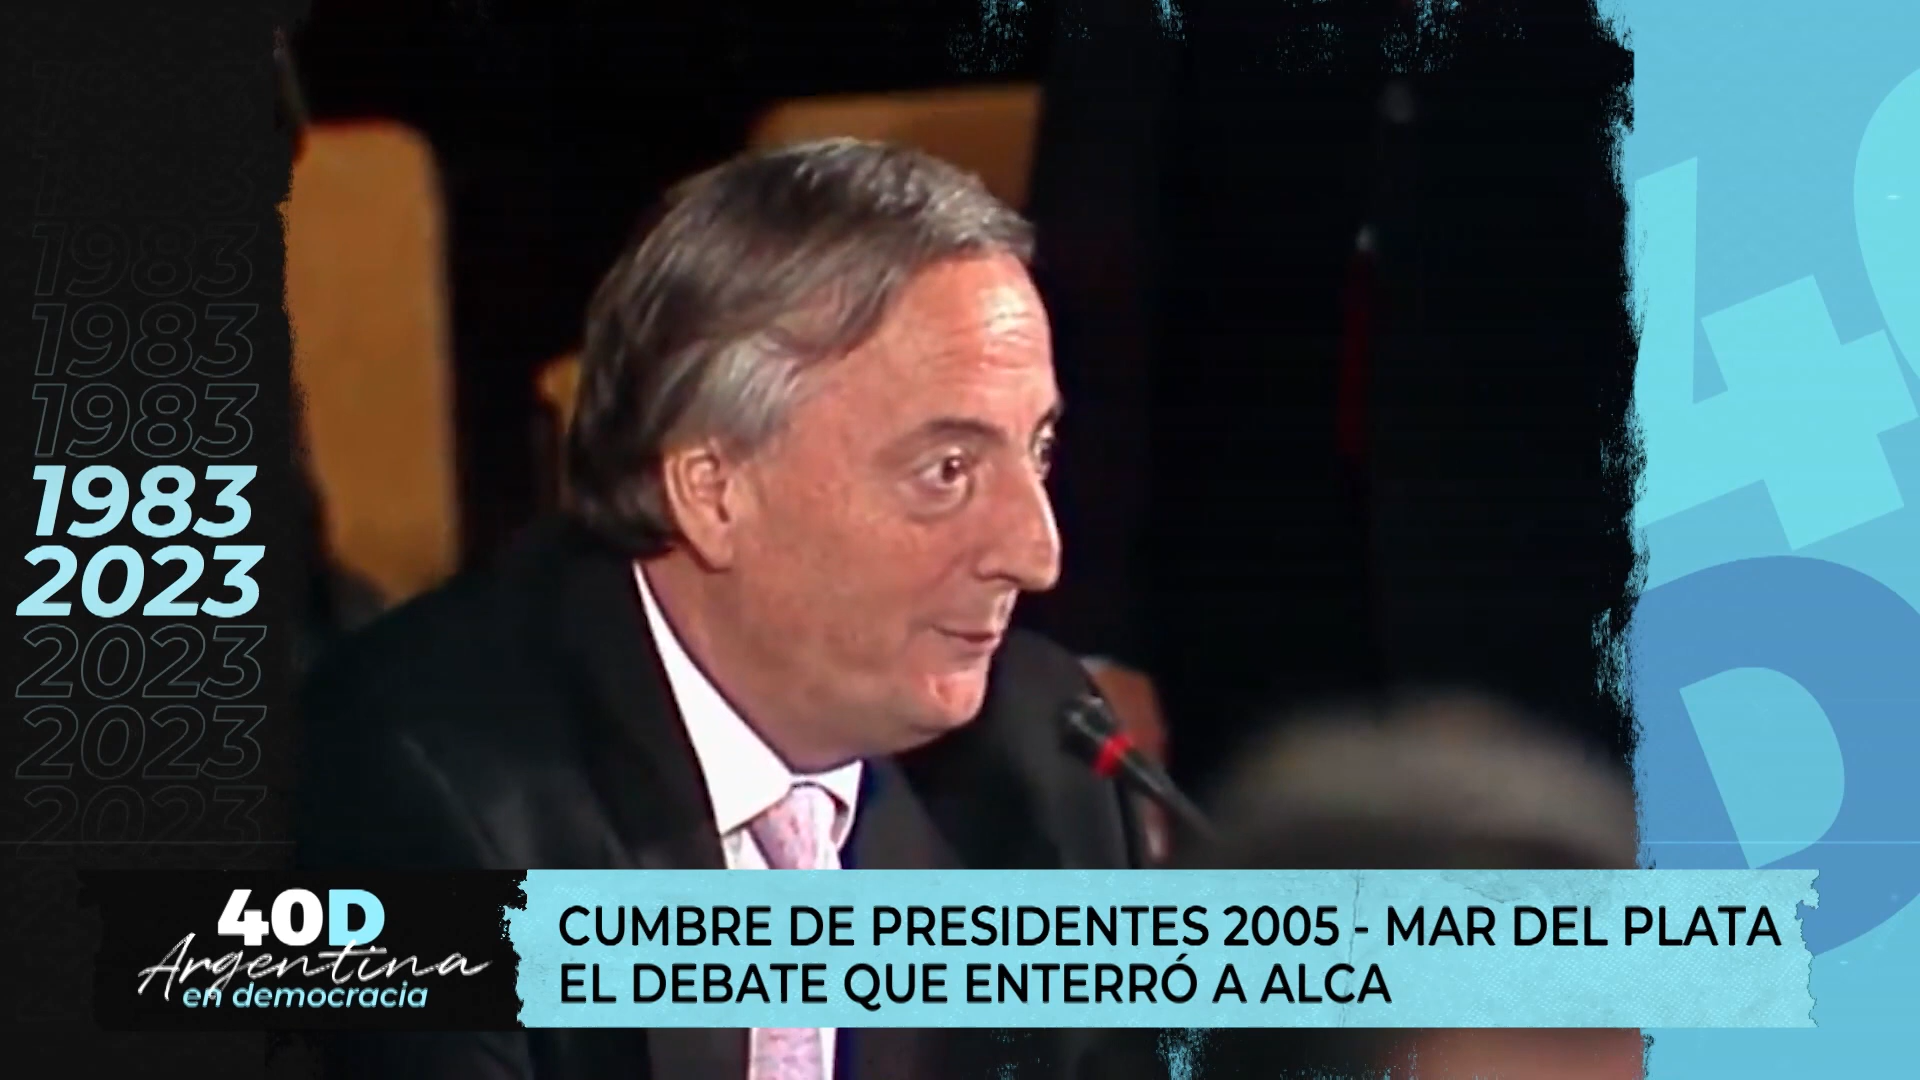 1983
1983
1983
1983
2023
2023
2023
2023
40D
Argentina
en democracia
CUMBRE DE PRESIDENTES 2005 - MAR DEL PLATA
EL DEBATE QUE ENTERRÓ A ALCA
40
D